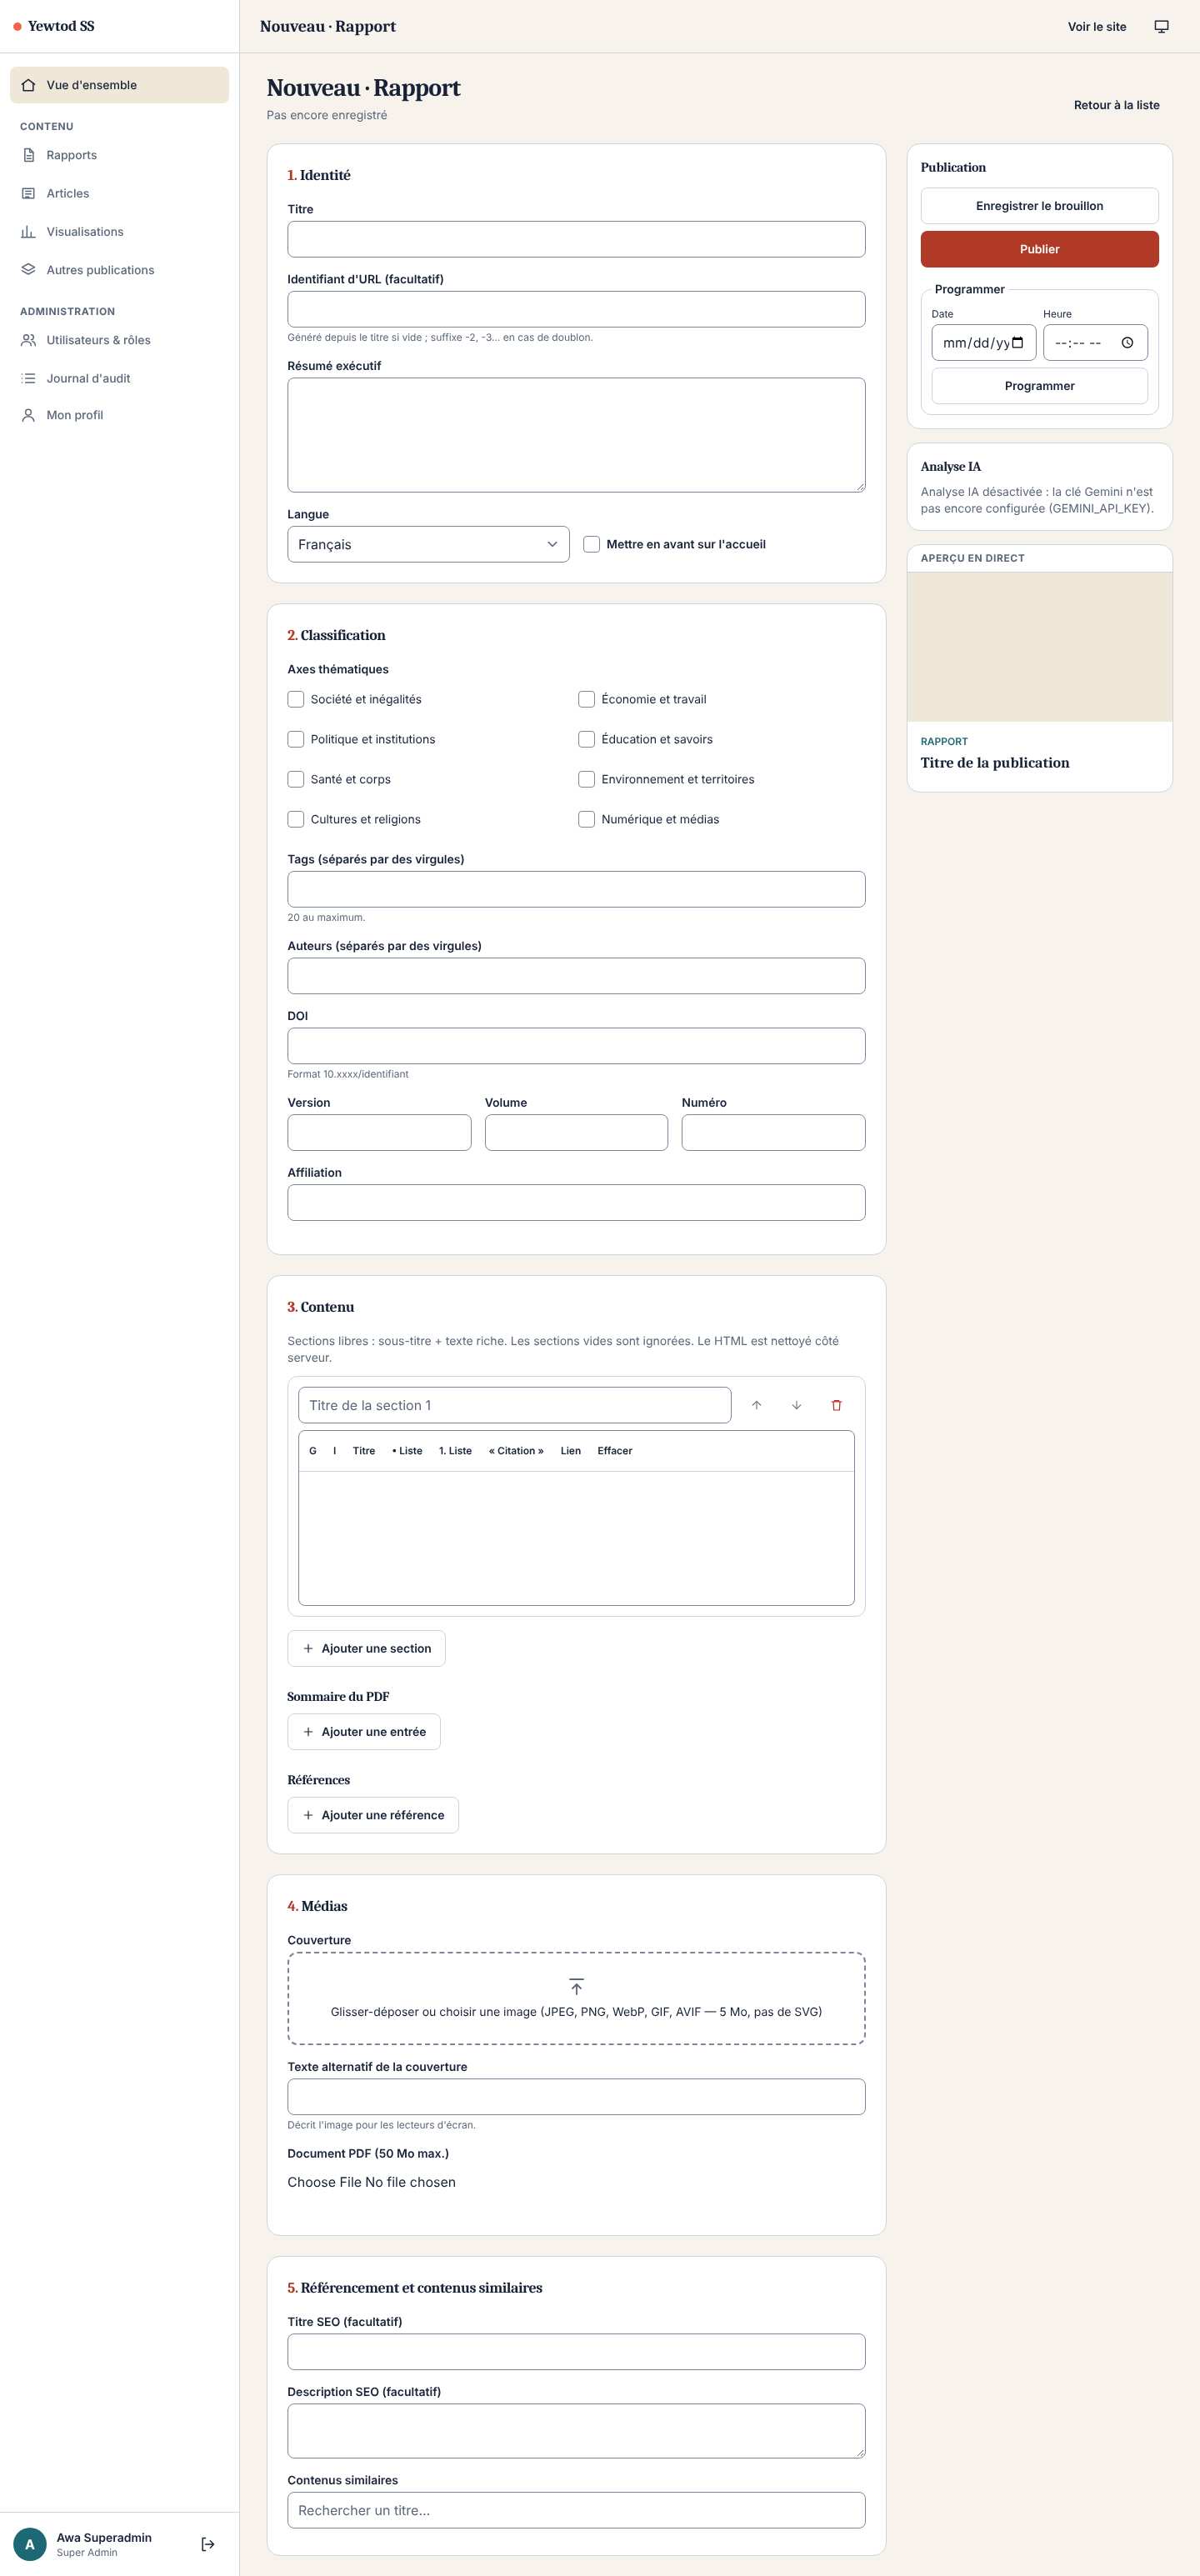 Yewtod SS
Nouveau · Rapport
Voir le site
Vue d'ensemble
CONTENU
Rapports
Articles
Visualisations
Autres publications
ADMINISTRATION
Utilisateurs & rôles
Journal d'audit
Mon profil
Nouveau · Rapport
Pas encore enregistré
Retour à la liste
1. Identité
Titre
Identifiant d'URL (facultatif)
Généré depuis le titre si vide ; suffixe -2, -3… en cas de doublon.
Résumé exécutif
Langue
Français
Mettre en avant sur l'accueil
2. Classification
Axes thématiques
Société et inégalités
Économie et travail
Politique et institutions
Éducation et savoirs
Santé et corps
Environnement et territoires
Cultures et religions
Numérique et médias
Tags (séparés par des virgules)
20 au maximum.
Auteurs (séparés par des virgules)
DOI
Format 10.xxxx/identifiant
Version
Volume
Numéro
Affiliation
3. Contenu
Sections libres : sous-titre + texte riche. Les sections vides sont ignorées. Le HTML est nettoyé côté
serveur.
Titre de la section 1
G I Titre • Liste 1. Liste « Citation » Lien Effacer
Ajouter une section
Sommaire du PDF
Ajouter une entrée
Références
Ajouter une référence
4. Médias
Couverture
Glisser-déposer ou choisir une image (JPEG, PNG, WebP, GIF, AVIF — 5 Mo, pas de SVG)
Texte alternatif de la couverture
Décrit l'image pour les lecteurs d'écran.
Document PDF (50 Mo max.)
Choose File No file chosen
5. Référencement et contenus similaires
Titre SEO (facultatif)
Description SEO (facultatif)
Contenus similaires
Rechercher un titre…
Publication
Enregistrer le brouillon
Publier
Programmer
Date
Heure
mm/dd/yy
--:-- --
Programmer
Analyse IA
Analyse IA désactivée : la clé Gemini n'est
pas encore configurée (GEMINI_API_KEY).
APERÇU EN DIRECT
RAPPORT
Titre de la publication
A
Awa Superadmin
Super Admin